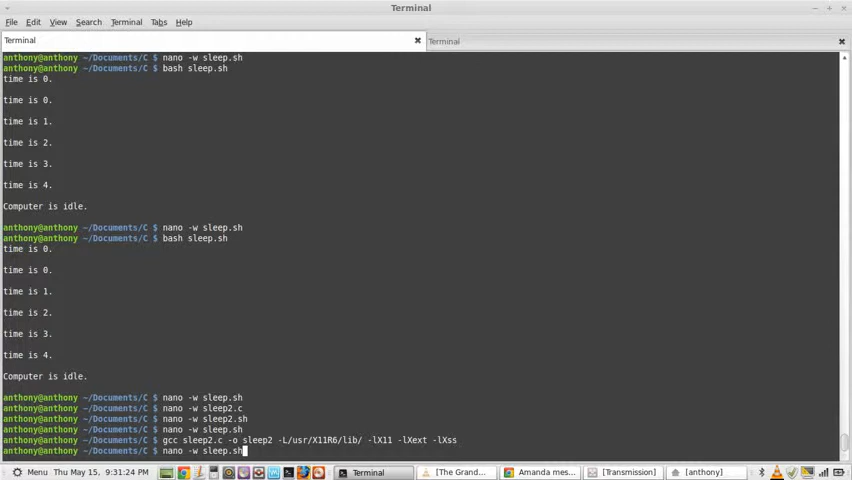 Terminal
File Edit View Search Terminal Tabs Help
Terminal Terminal
anthony@anthony ~/Documents/C $ nano -w sleep.sh
anthony@anthony ~/Documents/C $ bash sleep.sh
time is 0.
time is 0.
time is 1.
time is 2.
time is 3.
time is 4.
Computer is idle.
anthony@anthony ~/Documents/C $ nano -w sleep.sh
anthony@anthony ~/Documents/C $ bash sleep.sh
time is 0.
time is 0.
time is 1.
time is 2.
time is 3.
time is 4.
Computer is idle.
anthony@anthony ~/Documents/C $ nano -w sleep.sh
anthony@anthony ~/Documents/C $ nano -w sleep2.c
anthony@anthony ~/Documents/C $ nano -w sleep2.sh
anthony@anthony ~/Documents/C $ nano -w sleep.sh
anthony@anthony ~/Documents/C $ gcc sleep2.c -o sleep2 -L/usr/X11R6/lib/ -lX11 -lXext -lXss
anthony@anthony ~/Documents/C $ nano -w sleep.sh
Menu Thu May 15, 9:31:24 PM Terminal [The Grand... Amanda mes... [Transmission] [anthony]